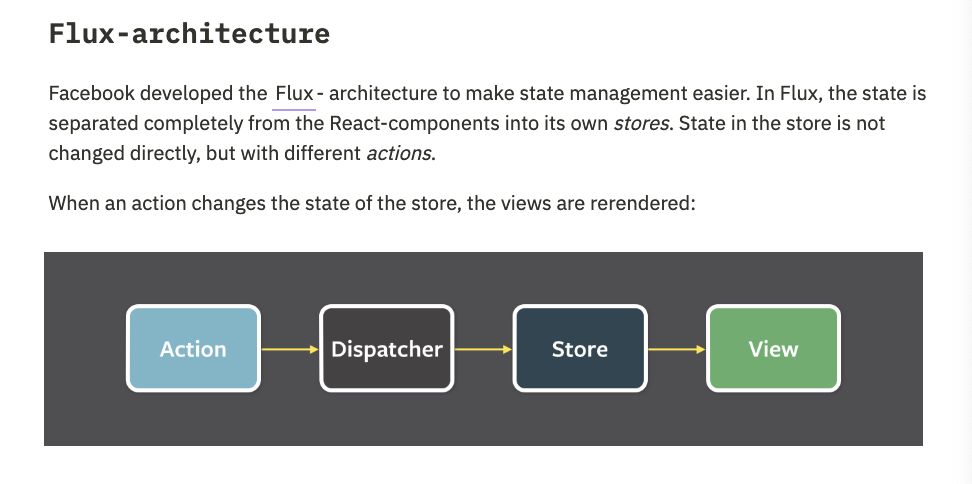 Flux-architecture
Facebook developed the Flux- architecture to make state management easier. In Flux, the state is
separated completely from the React-components into its own stores. State in the store is not
changed directly, but with different actions.
When an action changes the state of the store, the views are rerendered:
Action
Dispatcher
Store
View